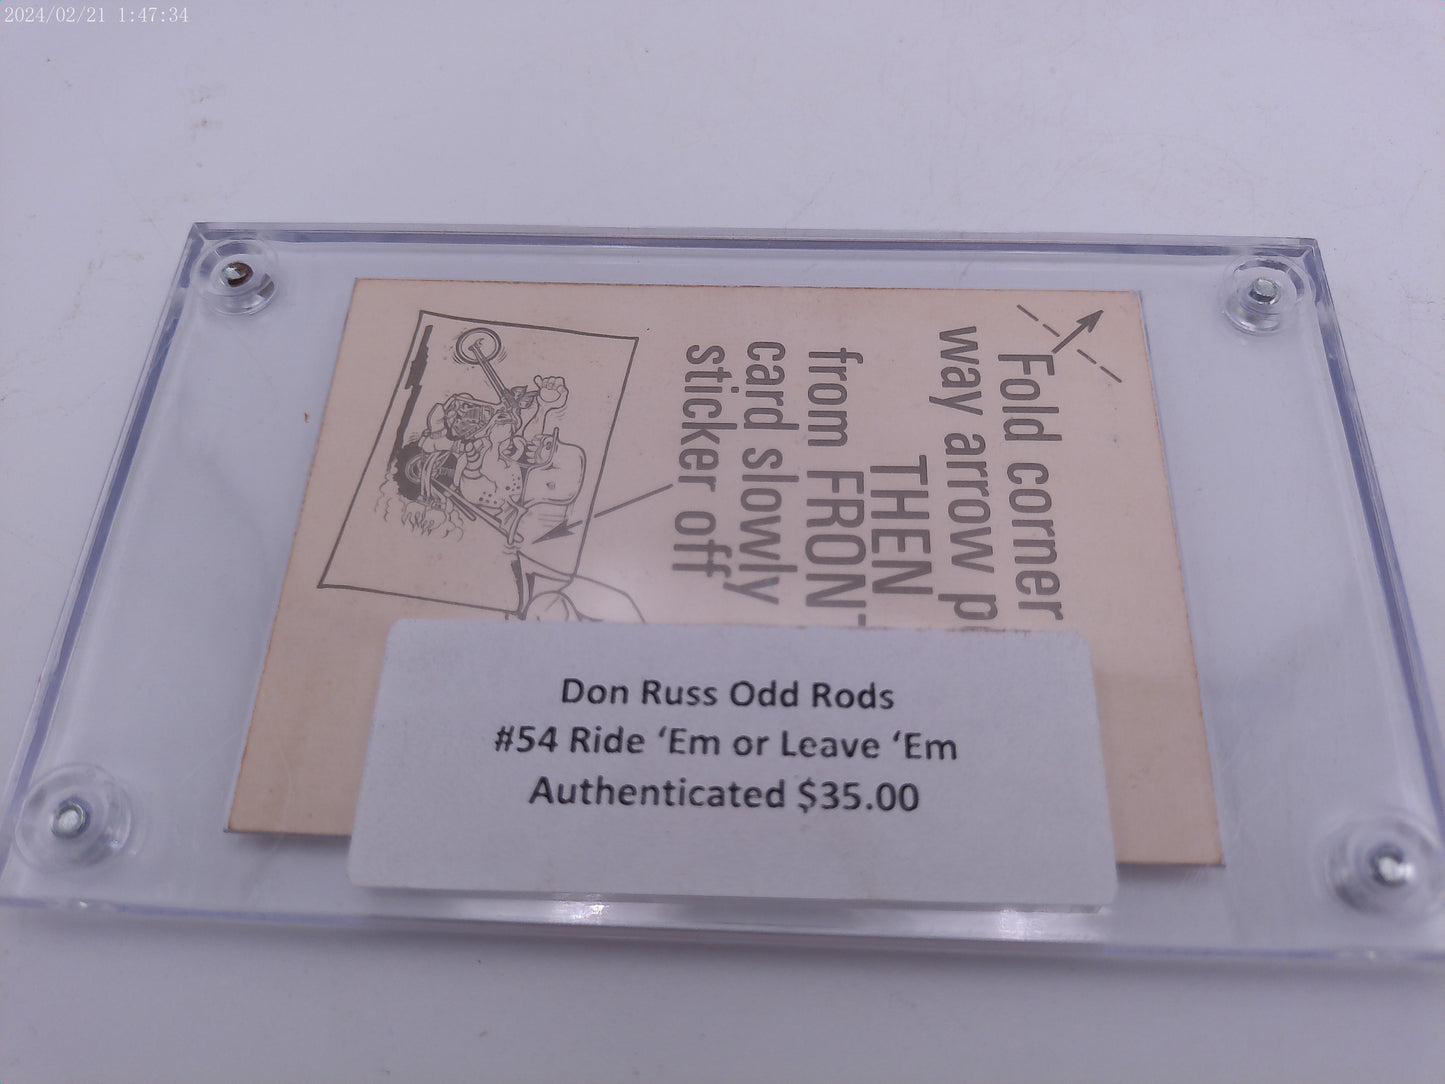 2024/02/21 1:47:34
Fold corner
way arrow
THEN
from FRONT
card slowly
sticker off
Don Russ Odd Rods
#54 Ride ‘Em or Leave ‘Em
Authenticated $35.00